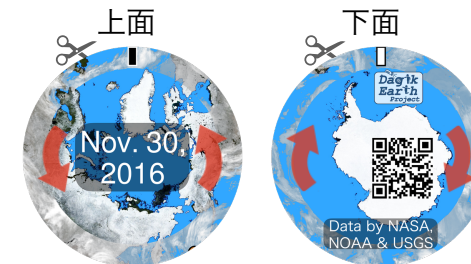 上面
下面
Nov. 30,
2016
Dagik
Earth
Project
Data by NASA,
NOAA & USGS